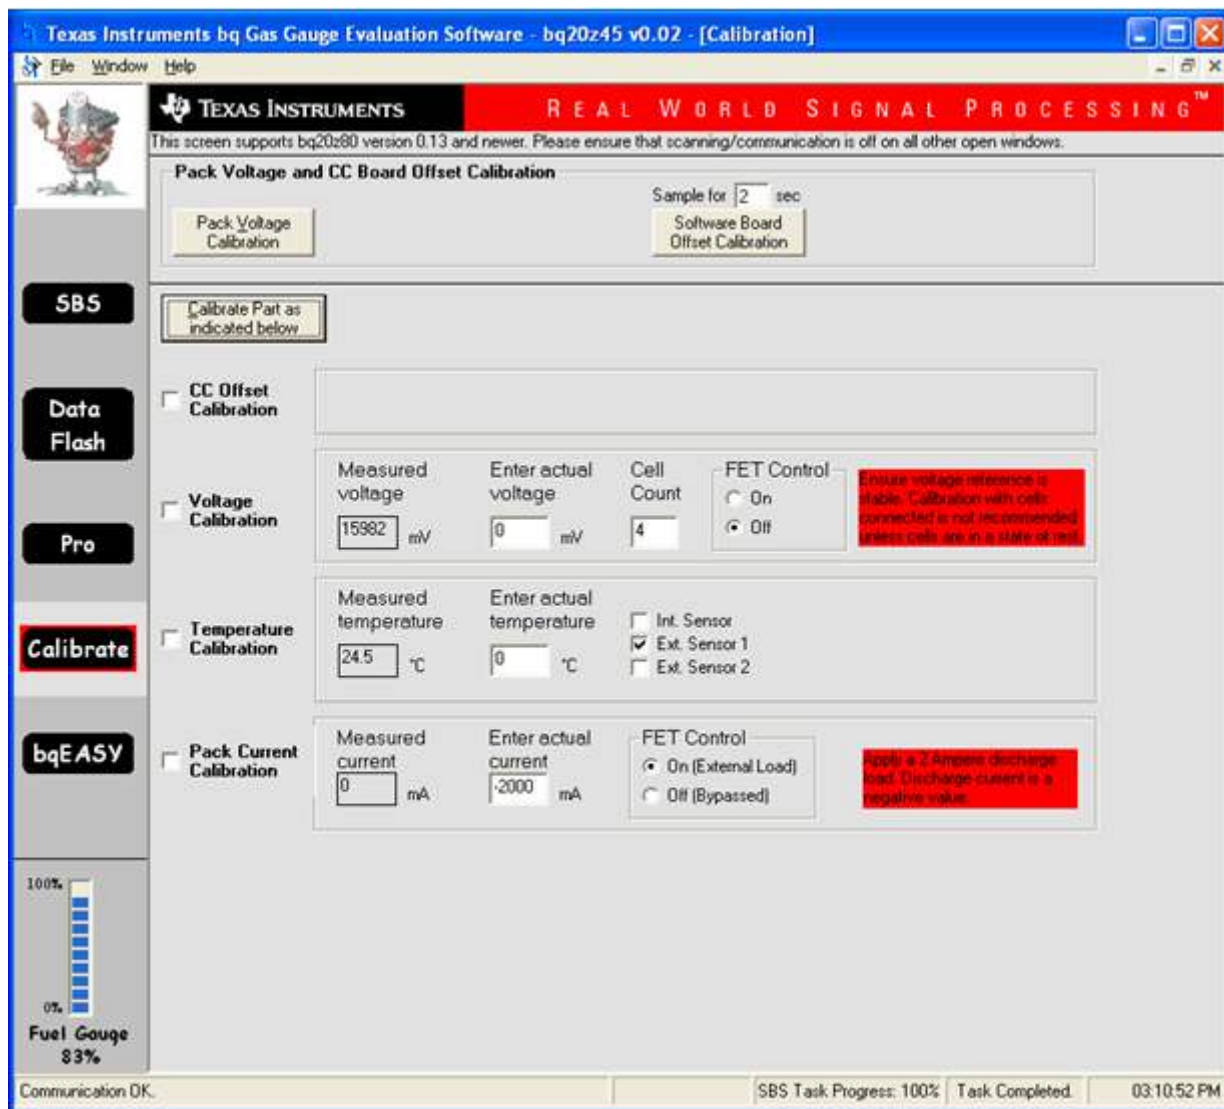 Texas Instruments bq Gas Gauge Evaluation Software - bq20z45 v0.02 - [Calibration]
File Window Help
TEXAS INSTRUMENTS REAL WORLD SIGNAL PROCESSING™
This screen supports bq20z80 version 0.13 and newer. Please ensure that scanning/communication is off on all other open windows.
Pack Voltage and CC Board Offset Calibration
Sample for 2 sec
Pack Voltage
Calibration
Software Board
Offset Calibration
SBS
Calibrate Part as
indicated below
Data
Flash
CC Offset
Calibration
Voltage
Calibration
Measured
voltage
15982 mV
Enter actual
voltage
0 mV
Cell
Count
4
FET Control
On
Off
Ensure voltage reference is
stable. Calibration with cells
connected is not recommended
unless cells are in a state of rest.
Pro
Temperature
Calibration
Measured
temperature
24.5 °C
Enter actual
temperature
0 °C
Int. Sensor
Ext. Sensor 1
Ext. Sensor 2
Calibrate
Pack Current
Calibration
Measured
current
0 mA
Enter actual
current
-2000 mA
FET Control
On (External Load)
Off (Bypassed)
Apply a 2 Ampere discharge
load. Discharge current is a
negative value.
bqEASY
100%
0%
Fuel Gauge
83%
Communication OK.
SBS Task Progress: 100%
Task Completed.
03:10:52 PM